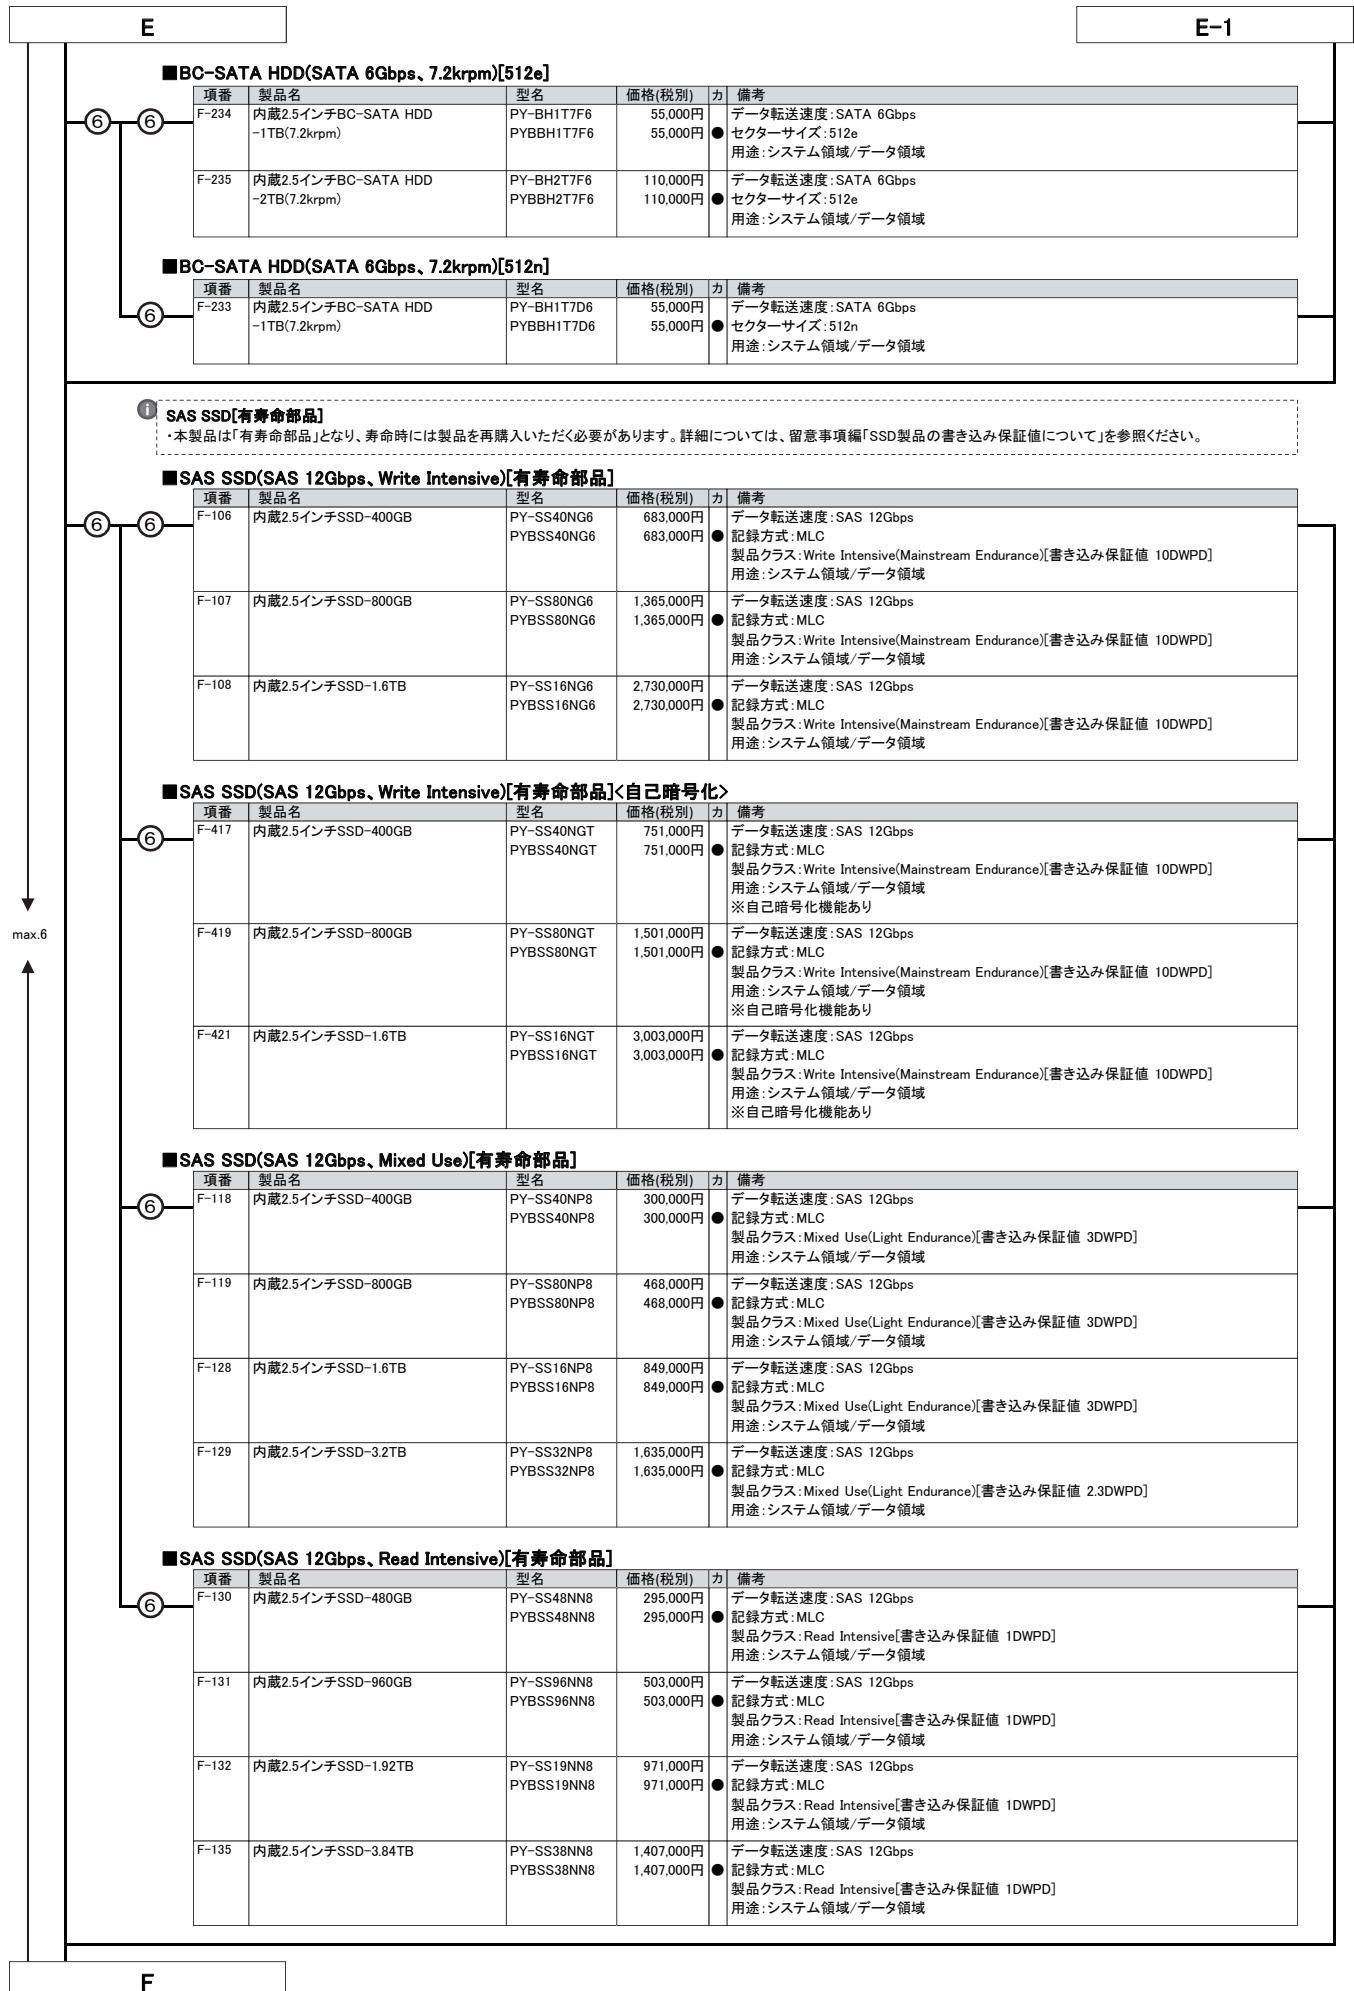 E
E-1
■BC-SATA HDD(SATA 6Gbps、7.2krpm)[512e]
項番 製品名 型名 価格(税別) カ 備考
F-234 内蔵2.5インチBC-SATA HDD PY-BH1T7F6 55,000円 データ転送速度:SATA 6Gbps
-1TB(7.2krpm) PYBBH1T7F6 55,000円 ● セクターサイズ:512e
用途:システム領域/データ領域
F-235 内蔵2.5インチBC-SATA HDD PY-BH2T7F6 110,000円 データ転送速度:SATA 6Gbps
-2TB(7.2krpm) PYBBH2T7F6 110,000円 ● セクターサイズ:512e
用途:システム領域/データ領域
⑥ ⑥
■BC-SATA HDD(SATA 6Gbps、7.2krpm)[512n]
項番 製品名 型名 価格(税別) カ 備考
F-233 内蔵2.5インチBC-SATA HDD PY-BH1T7D6 55,000円 データ転送速度:SATA 6Gbps
-1TB(7.2krpm) PYBBH1T7D6 55,000円 ● セクターサイズ:512n
用途:システム領域/データ領域
⑥
i
SAS SSD[有寿命部品]
・本製品は「有寿命部品」となり、寿命時には製品を再購入いただく必要があります。詳細については、留意事項編「SSD製品の書き込み保証値について」を参照ください。
■SAS SSD(SAS 12Gbps、Write Intensive)[有寿命部品]
項番 製品名 型名 価格(税別) カ 備考
F-106 内蔵2.5インチSSD-400GB PY-SS40NG6 683,000円 データ転送速度:SAS 12Gbps
PYBSS40NG6 683,000円 ● 記録方式:MLC
製品クラス:Write Intensive(Mainstream Endurance)[書き込み保証値 10DWPD]
用途:システム領域/データ領域
F-107 内蔵2.5インチSSD-800GB PY-SS80NG6 1,365,000円 データ転送速度:SAS 12Gbps
PYBSS80NG6 1,365,000円 ● 記録方式:MLC
製品クラス:Write Intensive(Mainstream Endurance)[書き込み保証値 10DWPD]
用途:システム領域/データ領域
F-108 内蔵2.5インチSSD-1.6TB PY-SS16NG6 2,730,000円 データ転送速度:SAS 12Gbps
PYBSS16NG6 2,730,000円 ● 記録方式:MLC
製品クラス:Write Intensive(Mainstream Endurance)[書き込み保証値 10DWPD]
用途:システム領域/データ領域
⑥ ⑥
■SAS SSD(SAS 12Gbps、Write Intensive)[有寿命部品]<自己暗号化>
項番 製品名 型名 価格(税別) カ 備考
F-417 内蔵2.5インチSSD-400GB PY-SS40NGT 751,000円 データ転送速度:SAS 12Gbps
PYBSS40NGT 751,000円 ● 記録方式:MLC
製品クラス:Write Intensive(Mainstream Endurance)[書き込み保証値 10DWPD]
用途:システム領域/データ領域
※自己暗号化機能あり
F-419 内蔵2.5インチSSD-800GB PY-SS80NGT 1,501,000円 データ転送速度:SAS 12Gbps
PYBSS80NGT 1,501,000円 ● 記録方式:MLC
製品クラス:Write Intensive(Mainstream Endurance)[書き込み保証値 10DWPD]
用途:システム領域/データ領域
※自己暗号化機能あり
F-421 内蔵2.5インチSSD-1.6TB PY-SS16NGT 3,003,000円 データ転送速度:SAS 12Gbps
PYBSS16NGT 3,003,000円 ● 記録方式:MLC
製品クラス:Write Intensive(Mainstream Endurance)[書き込み保証値 10DWPD]
用途:システム領域/データ領域
※自己暗号化機能あり
⑥
max.6
■SAS SSD(SAS 12Gbps、Mixed Use)[有寿命部品]
項番 製品名 型名 価格(税別) カ 備考
F-118 内蔵2.5インチSSD-400GB PY-SS40NP8 300,000円 データ転送速度:SAS 12Gbps
PYBSS40NP8 300,000円 ● 記録方式:MLC
製品クラス:Mixed Use(Light Endurance)[書き込み保証値 3DWPD]
用途:システム領域/データ領域
F-119 内蔵2.5インチSSD-800GB PY-SS80NP8 468,000円 データ転送速度:SAS 12Gbps
PYBSS80NP8 468,000円 ● 記録方式:MLC
製品クラス:Mixed Use(Light Endurance)[書き込み保証値 3DWPD]
用途:システム領域/データ領域
F-128 内蔵2.5インチSSD-1.6TB PY-SS16NP8 849,000円 データ転送速度:SAS 12Gbps
PYBSS16NP8 849,000円 ● 記録方式:MLC
製品クラス:Mixed Use(Light Endurance)[書き込み保証値 3DWPD]
用途:システム領域/データ領域
F-129 内蔵2.5インチSSD-3.2TB PY-SS32NP8 1,635,000円 データ転送速度:SAS 12Gbps
PYBSS32NP8 1,635,000円 ● 記録方式:MLC
製品クラス:Mixed Use(Light Endurance)[書き込み保証値 2.3DWPD]
用途:システム領域/データ領域
⑥
■SAS SSD(SAS 12Gbps、Read Intensive)[有寿命部品]
項番 製品名 型名 価格(税別) カ 備考
F-130 内蔵2.5インチSSD-480GB PY-SS48NN8 295,000円 データ転送速度:SAS 12Gbps
PYBSS48NN8 295,000円 ● 記録方式:MLC
製品クラス:Read Intensive[書き込み保証値 1DWPD]
用途:システム領域/データ領域
F-131 内蔵2.5インチSSD-960GB PY-SS96NN8 503,000円 データ転送速度:SAS 12Gbps
PYBSS96NN8 503,000円 ● 記録方式:MLC
製品クラス:Read Intensive[書き込み保証値 1DWPD]
用途:システム領域/データ領域
F-132 内蔵2.5インチSSD-1.92TB PY-SS19NN8 971,000円 データ転送速度:SAS 12Gbps
PYBSS19NN8 971,000円 ● 記録方式:MLC
製品クラス:Read Intensive[書き込み保証値 1DWPD]
用途:システム領域/データ領域
F-135 内蔵2.5インチSSD-3.84TB PY-SS38NN8 1,407,000円 データ転送速度:SAS 12Gbps
PYBSS38NN8 1,407,000円 ● 記録方式:MLC
製品クラス:Read Intensive[書き込み保証値 1DWPD]
用途:システム領域/データ領域
⑥
F